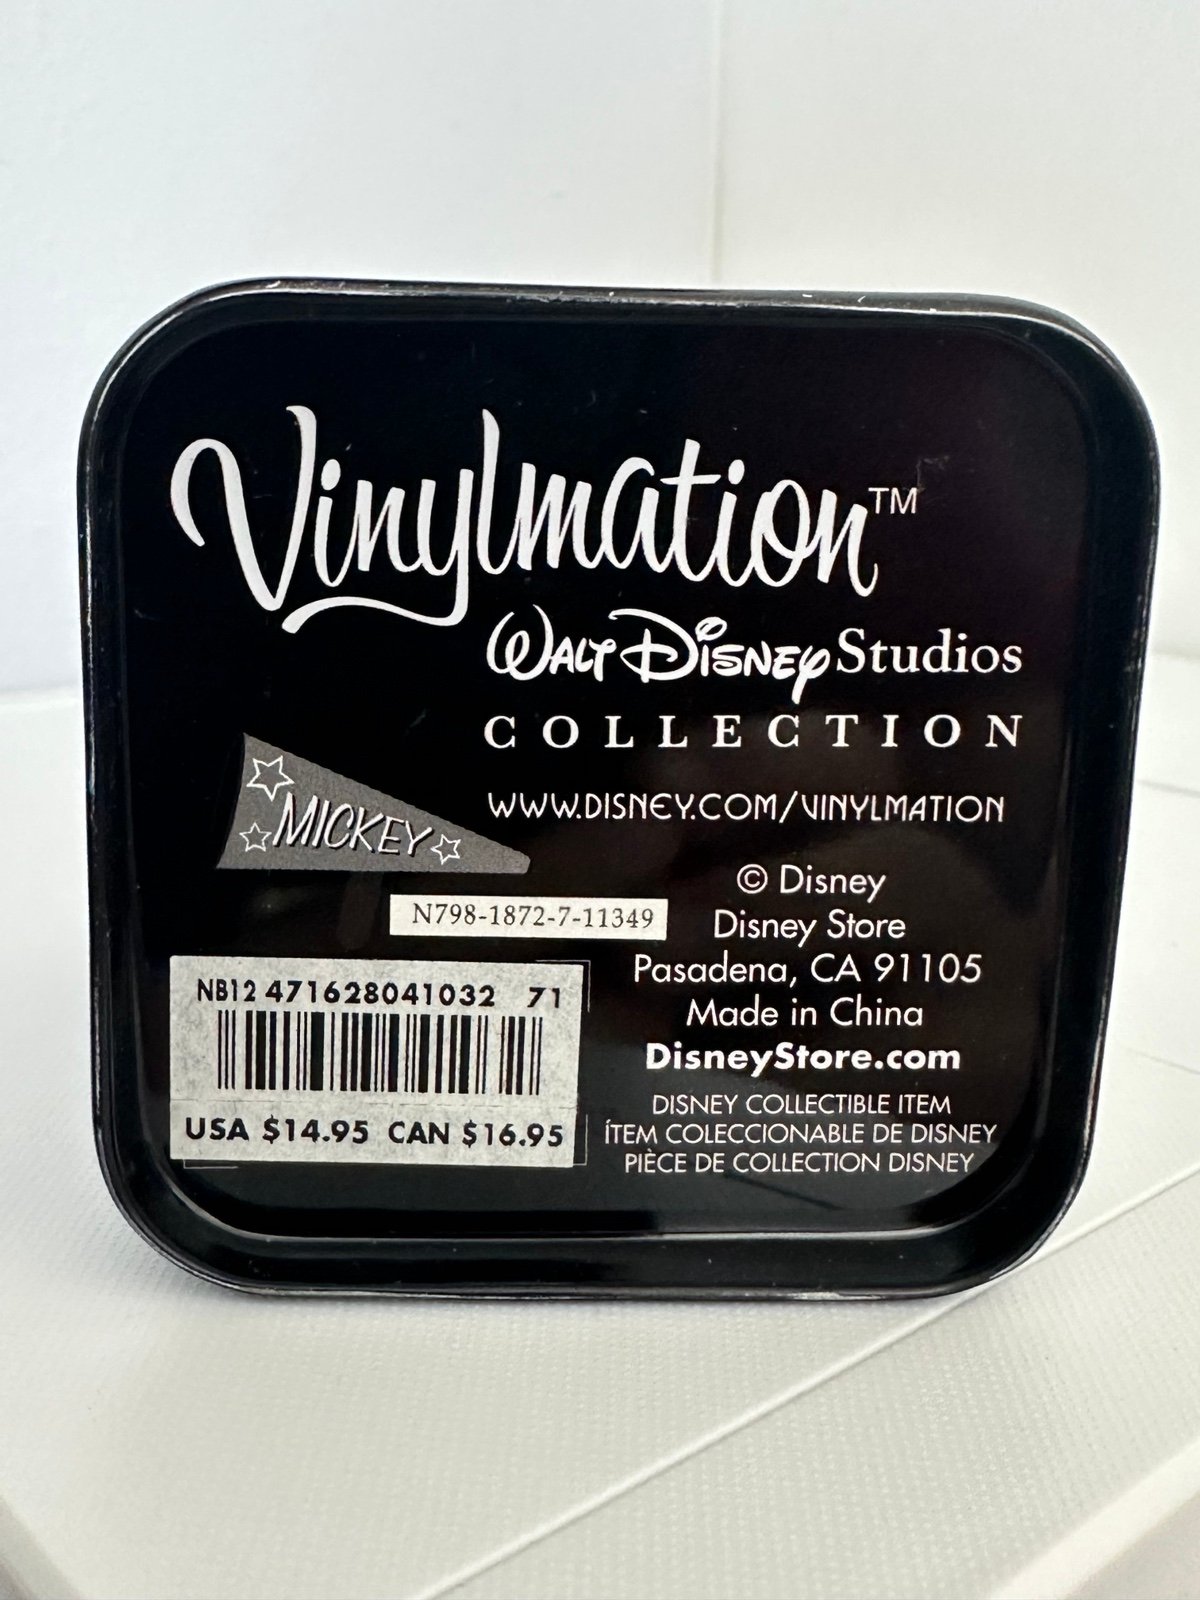 Vinylmation™
WALT DISNEY Studios
COLLECTION
MICKEY
WWW.DISNEY.COM/VINYLMATION
N798-1872-7-11349
© Disney
Disney Store
Pasadena, CA 91105
Made in China
DisneyStore.com
NB12 471628041032 71
USA $14.95 CAN $16.95
DISNEY COLLECTIBLE ITEM
ÍTEM COLECCIONABLE DE DISNEY
PIÈCE DE COLLECTION DISNEY